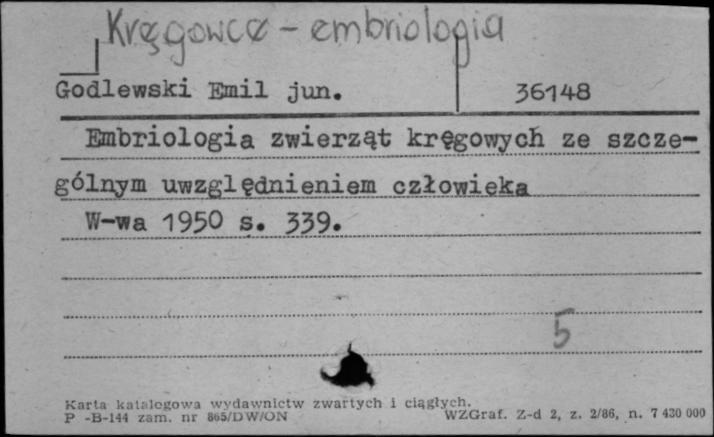 Kręgowce - embriologia
Godlewski Emil jun. 36148
Embriologia zwierząt kręgowych ze szcze-
gólnym uwzględnieniem człowieka
W-wa 1950 s. 339.
5
Karta katalogowa wydawnictw zwartych i ciągłych.
P -B-144 zam. nr 865/DW/ON WZGraf. Z-d 2, z. 2/86, n. 7 430 000